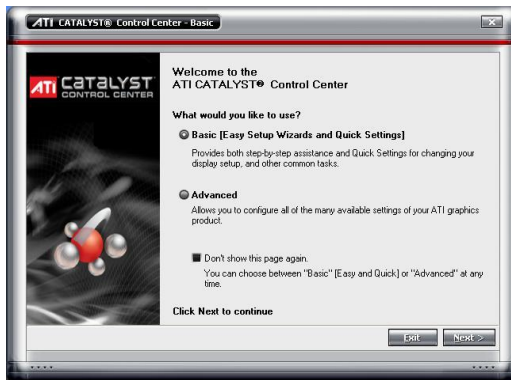 ATI CATALYST® Control Center - Basic
ATI CATALYST
CONTROL CENTER
Welcome to the
ATI CATALYST® Control Center
What would you like to use?
Basic [Easy Setup Wizards and Quick Settings]
Provides both step-by-step assistance and Quick Settings for changing your
display setup, and other common tasks.
Advanced
Allows you to configure all of the many available settings of your ATI graphics
product.
Don't show this page again.
You can choose between "Basic" [Easy and Quick] or "Advanced" at any
time.
Click Next to continue
Exit
Next >